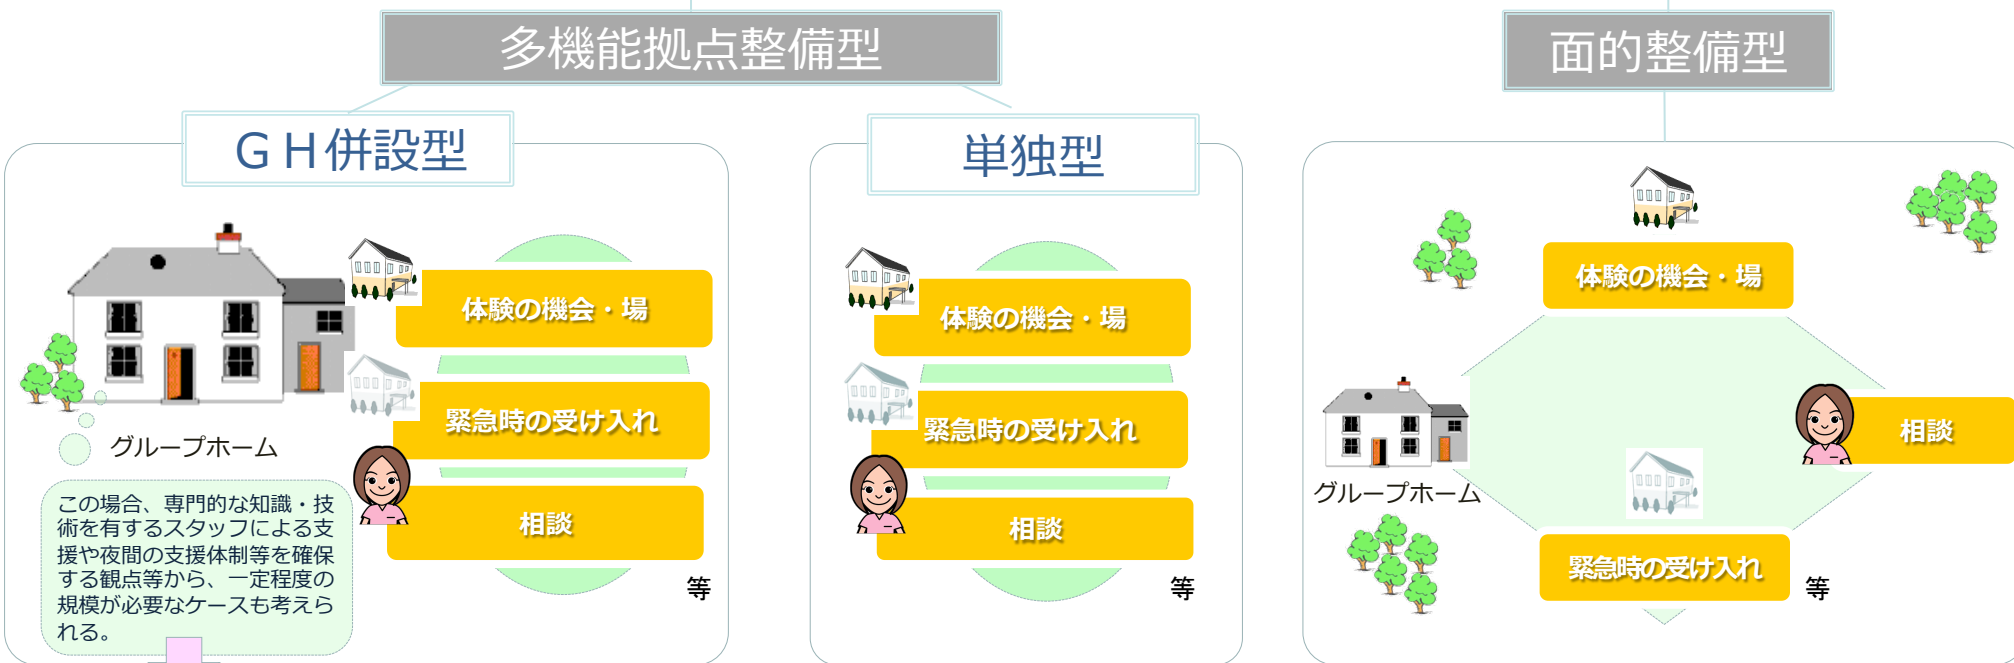 多機能拠点整備型
面的整備型
ＧＨ併設型
単独型
体験の機会・場
緊急時の受け入れ
相談
等
グループホーム
この場合、専門的な知識・技
術を有するスタッフによる支
援や夜間の支援体制等を確保
する観点等から、一定程度の
規模が必要なケースも考えら
れる。
体験の機会・場
緊急時の受け入れ
相談
等
体験の機会・場
相談
グループホーム
緊急時の受け入れ
等